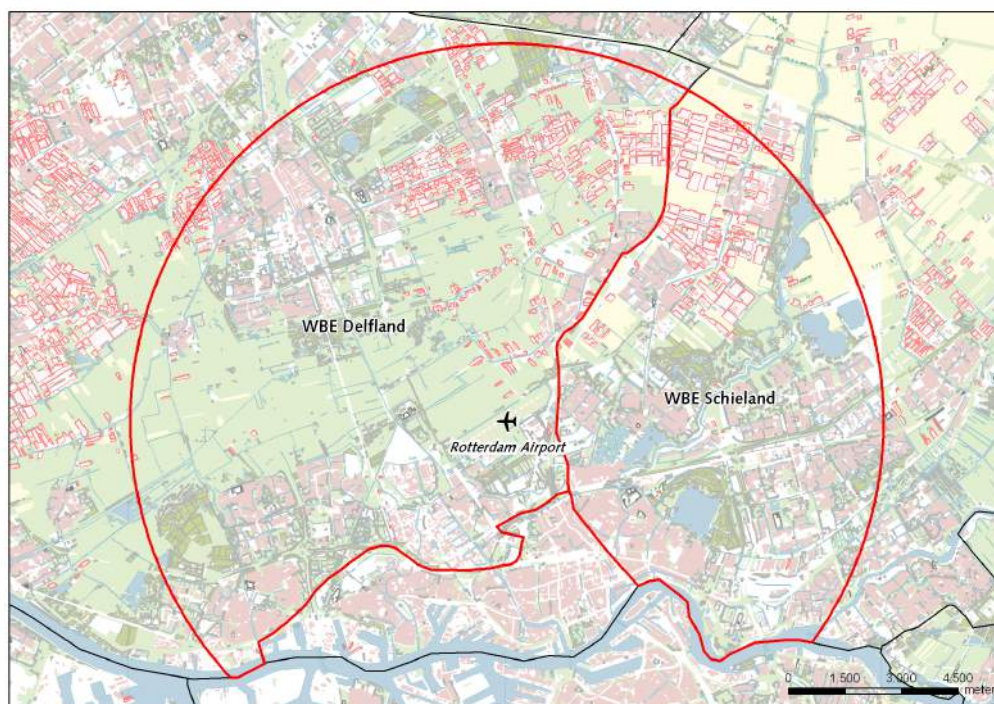 WBE Delfland
WBE Schieland
Rotterdam Airport
0 1.500 3.000 4.500
meter